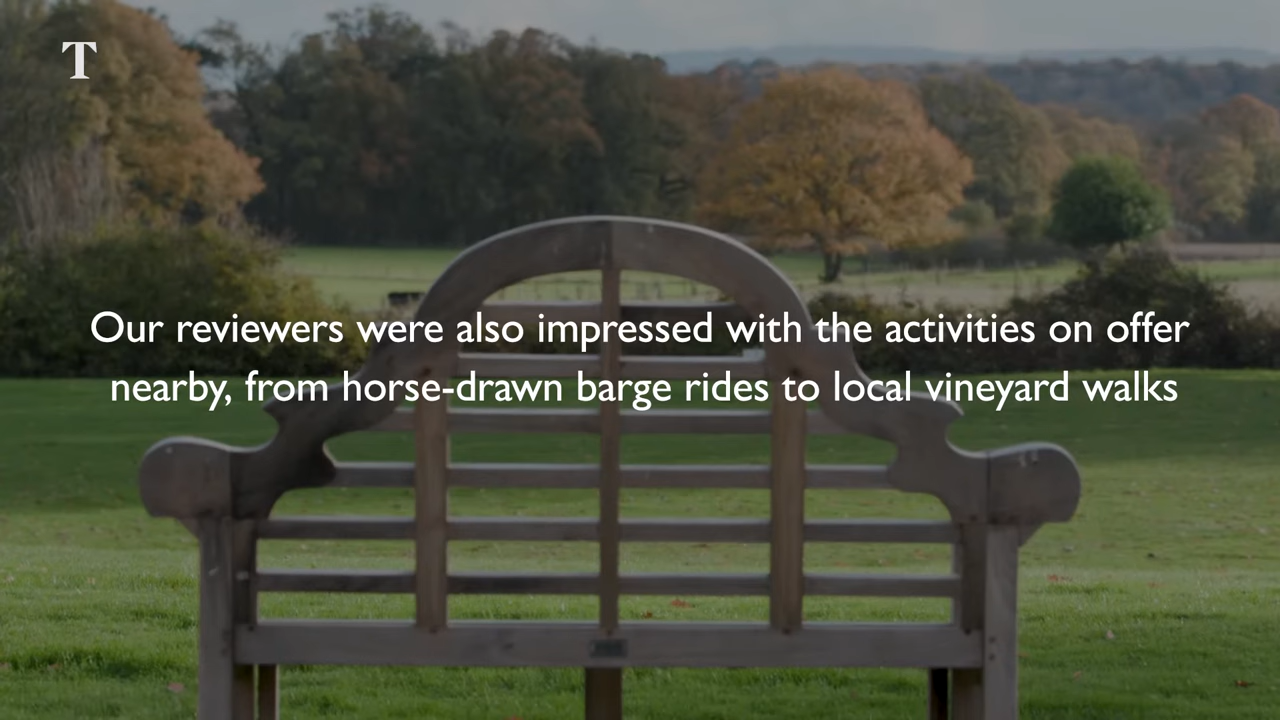 T
Our reviewers were also impressed with the activities on offer
nearby, from horse-drawn barge rides to local vineyard walks